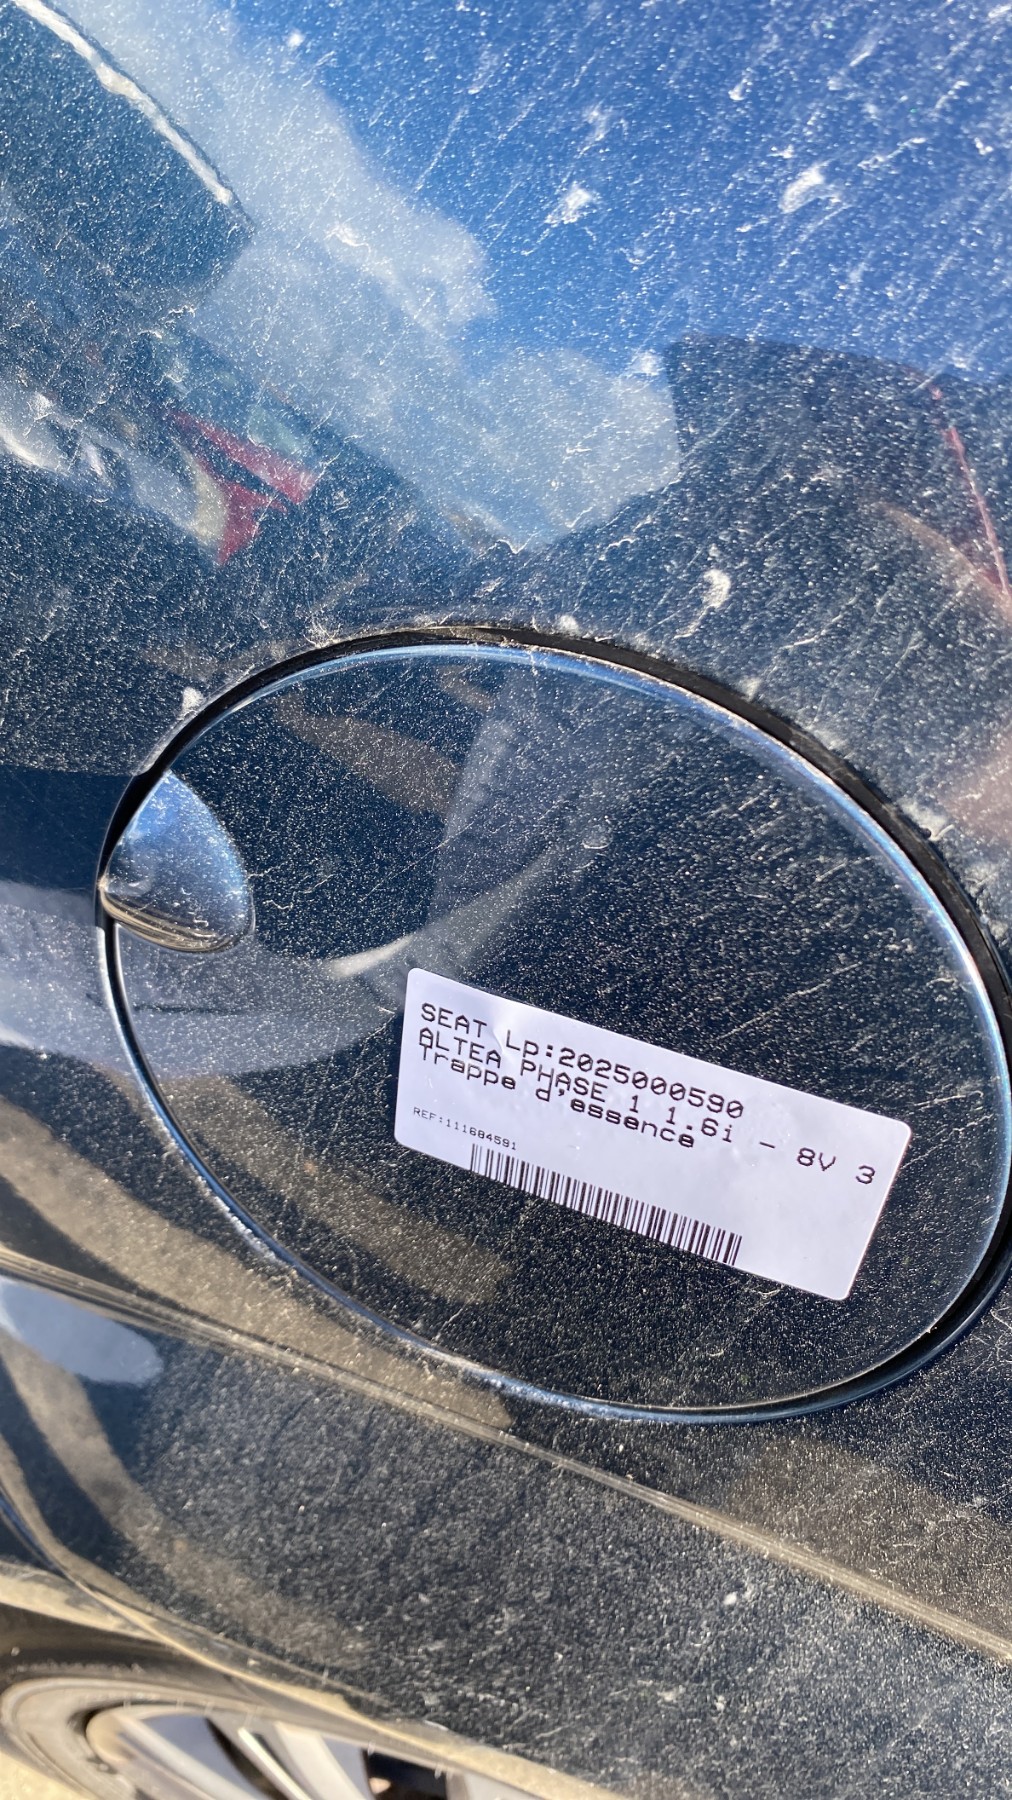 SEAT Lp:2025000590
ALTEA PHASE 1 1.6i - 8V 3
Trappe d'essence
REF:111684591